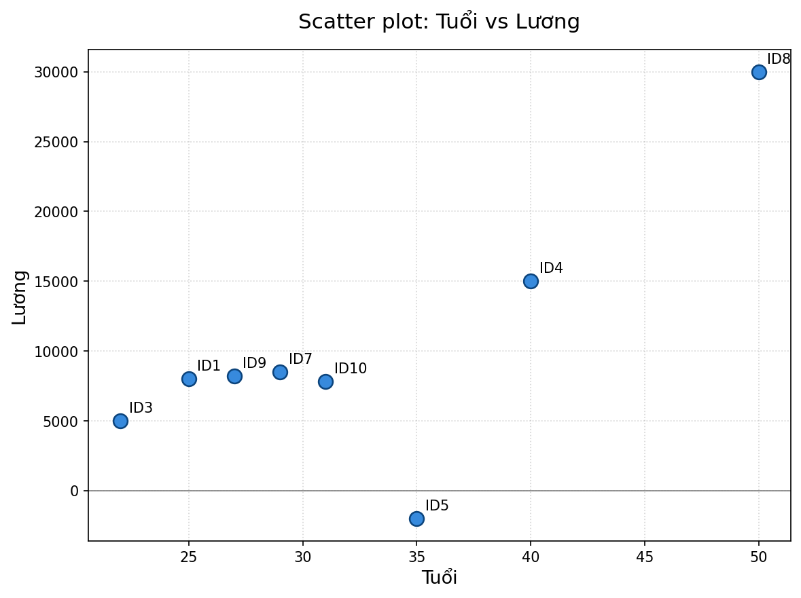 Scatter plot: Tuổi vs Lương
30000
ID8
25000
20000
15000
ID4
10000
ID1
ID9
ID7
ID10
5000
ID3
0
ID5
25
30
35
40
45
50
Tuổi
Lương